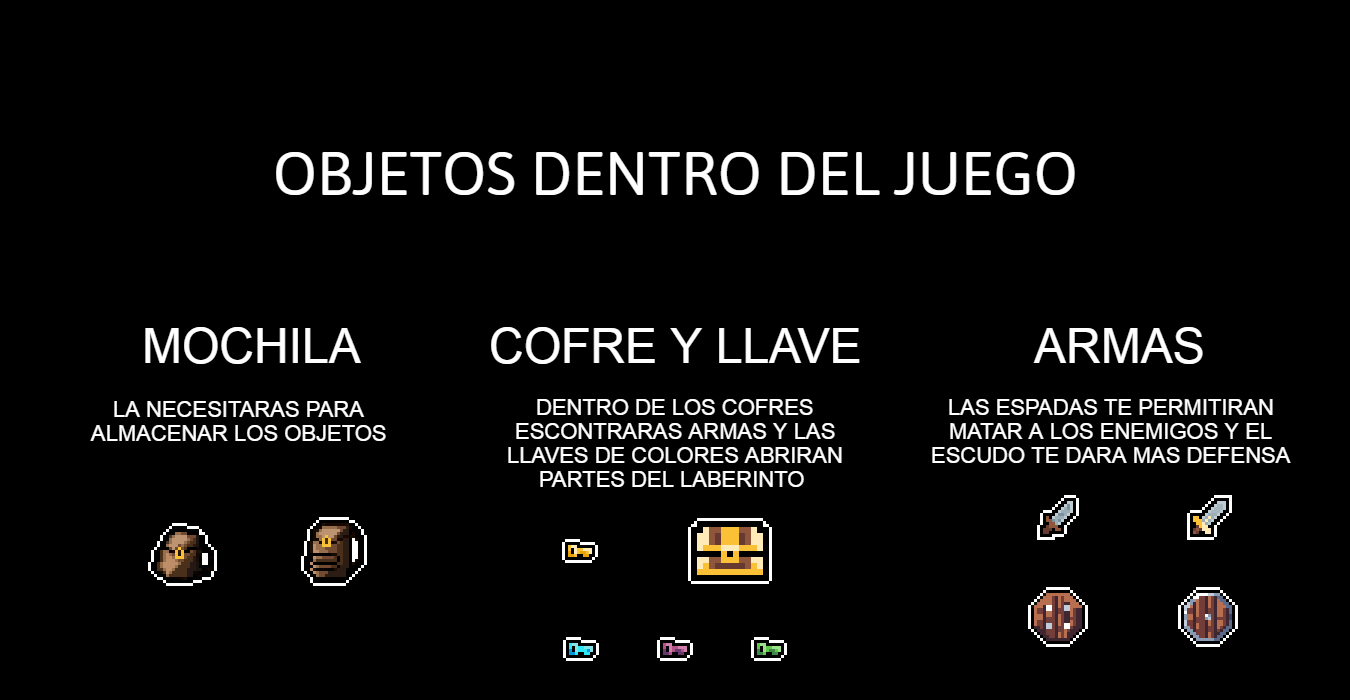 OBJETOS DENTRO DEL JUEGO
MOCHILA
LA NECESITARAS PARA
ALMACENAR LOS OBJETOS
COFRE Y LLAVE
DENTRO DE LOS COFRES
ESCONTRARAS ARMAS Y LAS
LLAVES DE COLORES ABRIRAN
PARTES DEL LABERINTO
ARMAS
LAS ESPADAS TE PERMITIRAN
MATAR A LOS ENEMIGOS Y EL
ESCUDO TE DARA MAS DEFENSA